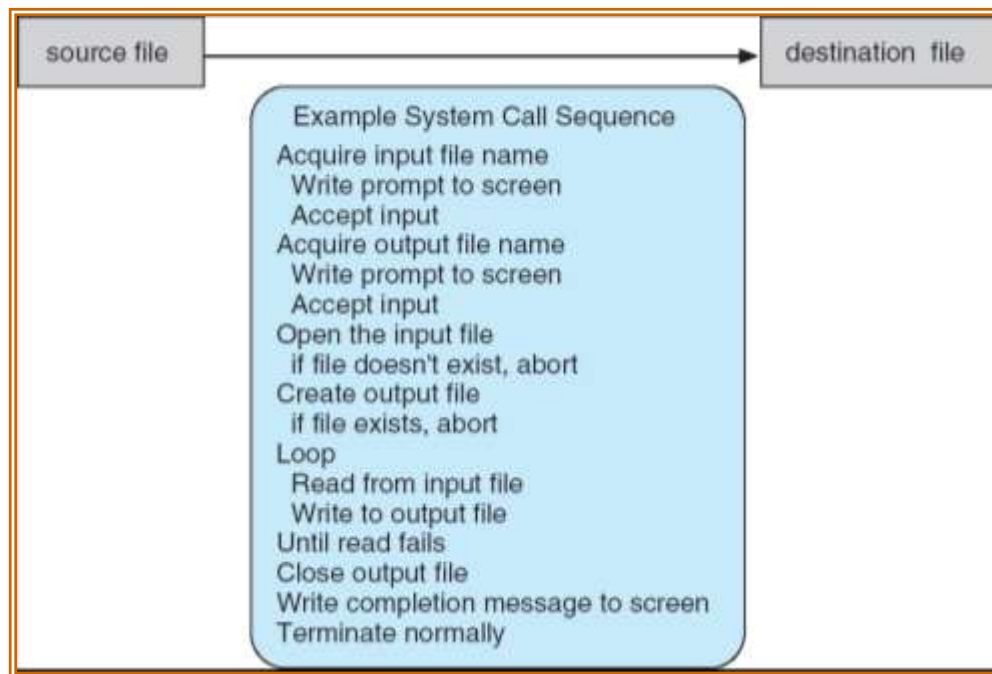 source file
destination file
Example System Call Sequence
Acquire input file name
Write prompt to screen
Accept input
Acquire output file name
Write prompt to screen
Accept input
Open the input file
if file doesn't exist, abort
Create output file
if file exists, abort
Loop
Read from input file
Write to output file
Until read fails
Close output file
Write completion message to screen
Terminate normally